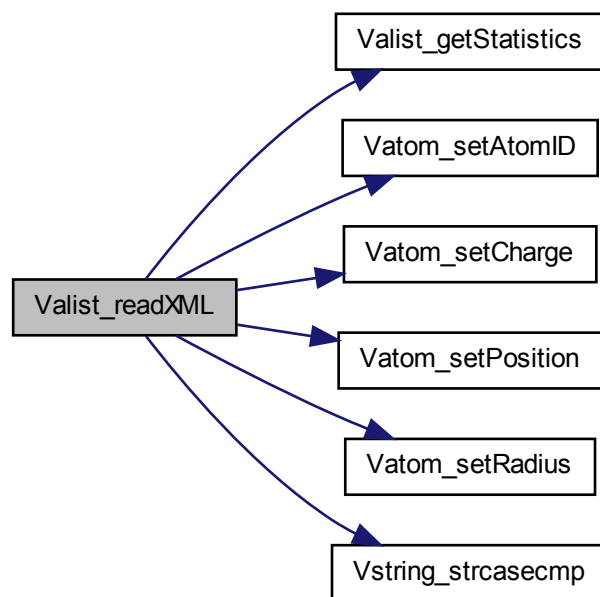 Valist_getStatistics
Vatom_setAtomID
Vatom_setCharge
Valist_readXML
Vatom_setPosition
Vatom_setRadius
Vstring_strcasecmp